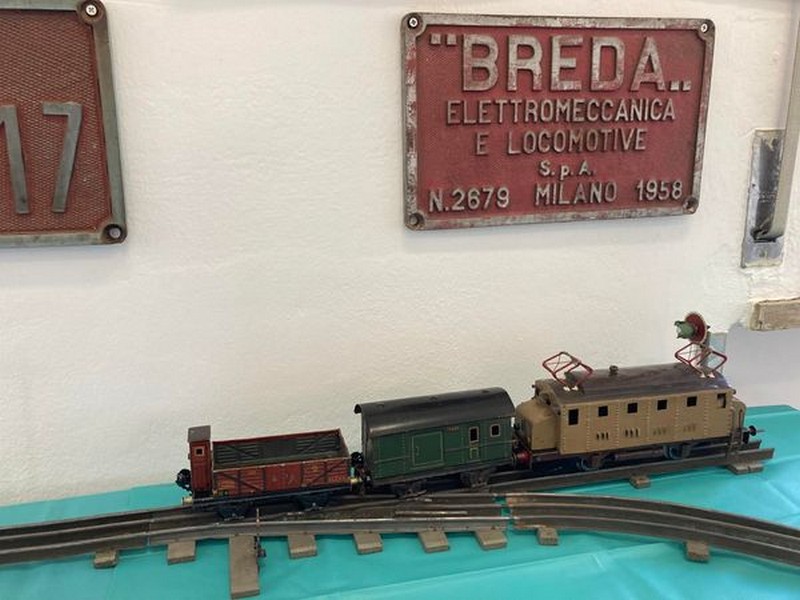 17
"BREDA"
ELETTROMECCANICA
E LOCOMOTIVE
S.p.A.
N.2679 MILANO 1958